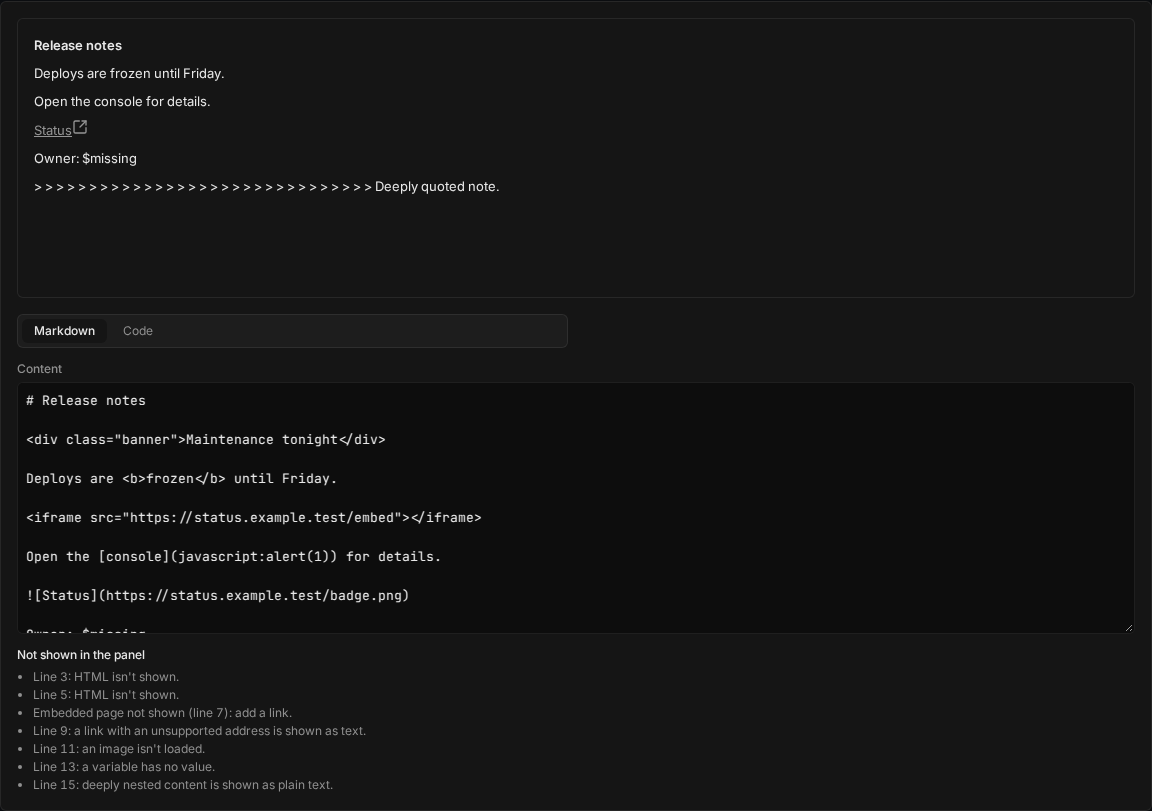 Release notes
Deploys are frozen until Friday.
Open the console for details.
Status
Owner: $missing
> > > > > > > > > > > > > > > > > > > > > > > > > > > > > > > Deeply quoted note.
Markdown Code
Content
# Release notes
<div class="banner">Maintenance tonight</div>
Deploys are <b>frozen</b> until Friday.
<iframe src="https://status.example.test/embed"></iframe>
Open the [console](javascript:alert(1)) for details.
![Status](https://status.example.test/badge.png)
Owner: $missing
Not shown in the panel
• Line 3: HTML isn't shown.
• Line 5: HTML isn't shown.
• Embedded page not shown (line 7): add a link.
• Line 9: a link with an unsupported address is shown as text.
• Line 11: an image isn't loaded.
• Line 13: a variable has no value.
• Line 15: deeply nested content is shown as plain text.